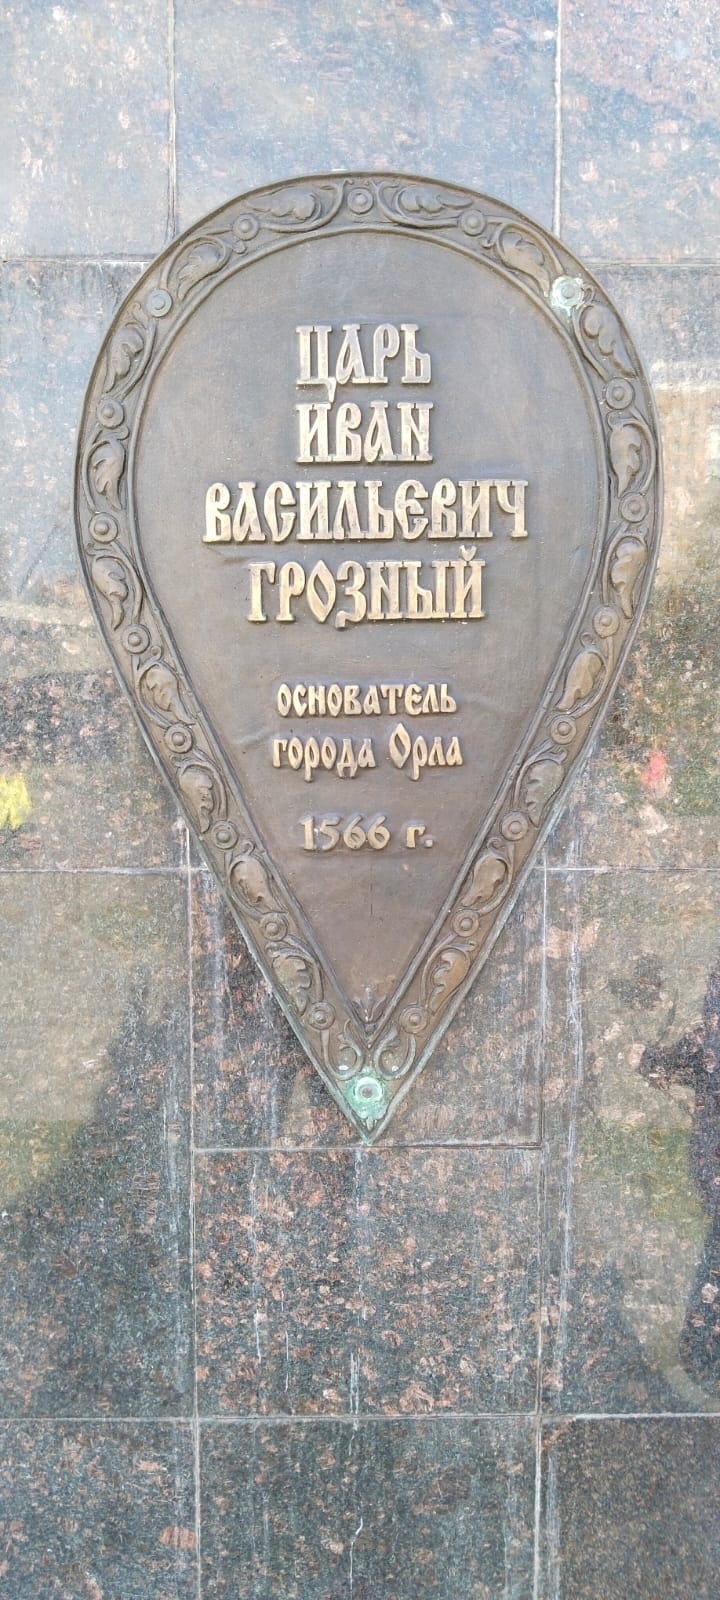 ЦАРЬ
ИВАН
ВАСИЛЬЕВИЧ
ГРОЗНЫЙ
основатель
города Орла
1566 г.